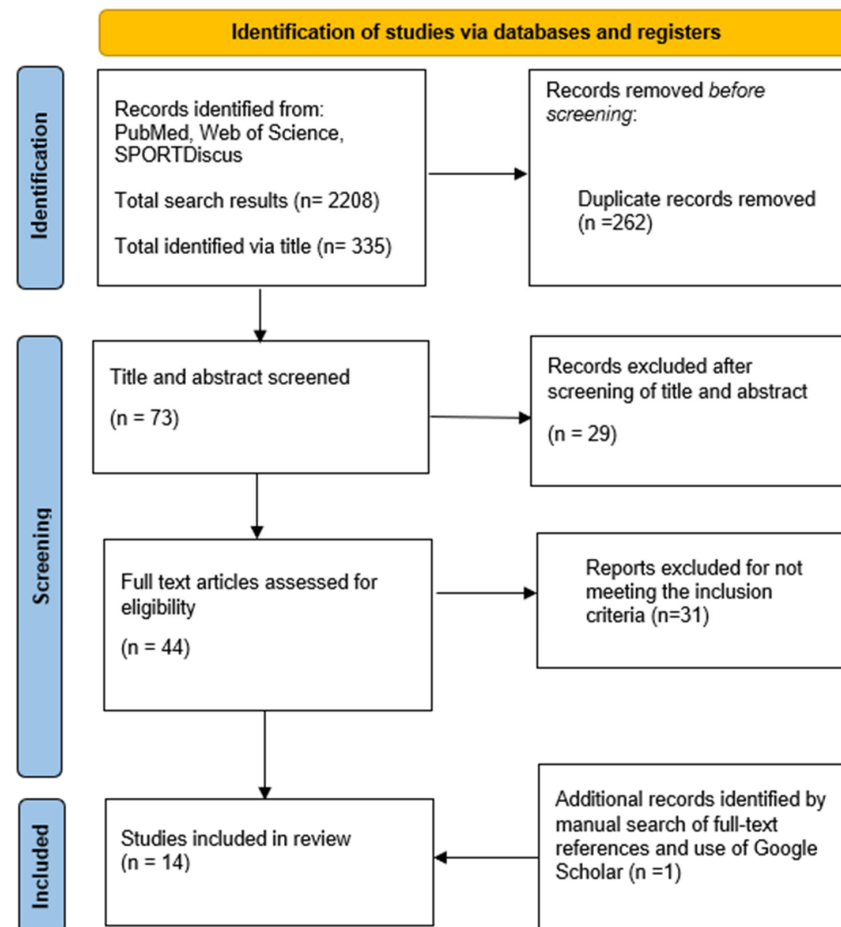 Identification of studies via databases and registers
Identification
Records identified from:
PubMed, Web of Science,
SPORTDiscus
Total search results (n= 2208)
Total identified via title (n= 335)
Records removed before
screening:
Duplicate records removed
(n =262)
Screening
Title and abstract screened
(n = 73)
Records excluded after
screening of title and abstract
(n = 29)
Full text articles assessed for
eligibility
(n = 44)
Reports excluded for not
meeting the inclusion
criteria (n=31)
Included
Studies included in review
(n = 14)
Additional records identified by
manual search of full-text
references and use of Google
Scholar (n =1)